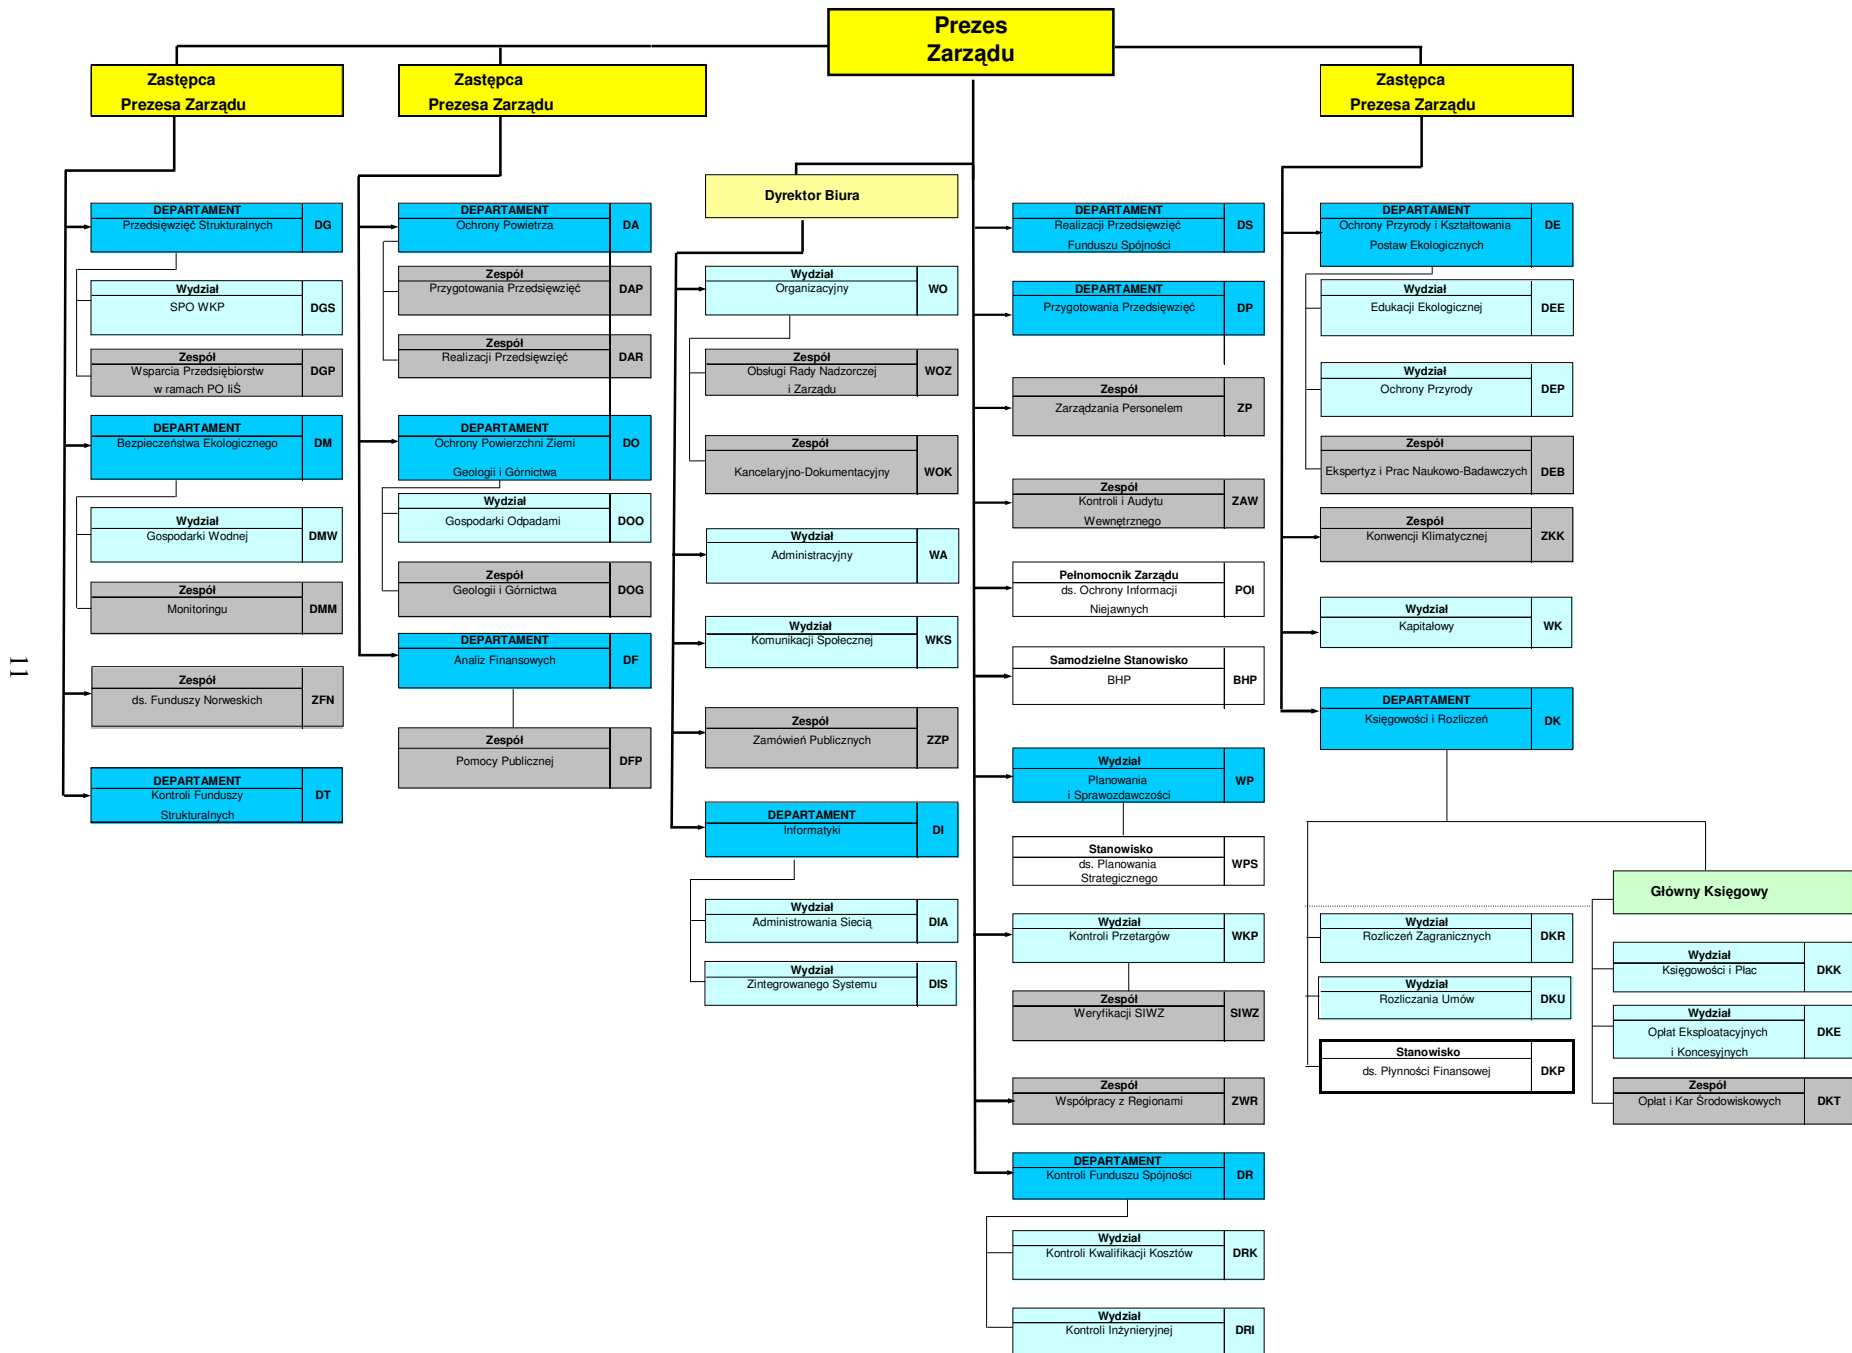 Prezes
Zarządu
Zastępca
Prezesa Zarządu
Zastępca
Prezesa Zarządu
Zastępca
Prezesa Zarządu
DEPARTAMENT
Przedsięwzięć Strukturalnych
DG
Wydział
SPO WKP
DGS
Zespół
Wsparcia Przedsiębiorstw
w ramach PO IiŚ
DGP
DEPARTAMENT
Bezpieczeństwa Ekologicznego
DM
Wydział
Gospodarki Wodnej
DMW
Zespół
Monitoringu
DMM
Zespół
ds. Funduszy Norweskich
ZFN
DEPARTAMENT
Kontroli Funduszy
Strukturalnych
DT
DEPARTAMENT
Ochrony Powietrza
DA
Zespół
Przygotowania Przedsięwzięć
DAP
Zespół
Realizacji Przedsięwzięć
DAR
DEPARTAMENT
Ochrony Powierzchni Ziemi
Geologii i Górnictwa
DO
Wydział
Gospodarki Odpadami
DOO
Zespół
Geologii i Górnictwa
DOG
DEPARTAMENT
Analiz Finansowych
DF
Zespół
Pomocy Publicznej
DFP
Dyrektor Biura
Wydział
Organizacyjny
WO
Zespół
Obsługi Rady Nadzorczej
i Zarządu
WOZ
Zespół
Kancelaryjno-Dokumentacyjny
WOK
Wydział
Administracyjny
WA
Wydział
Komunikacji Społecznej
WKS
Zespół
Zamówień Publicznych
ZZP
DEPARTAMENT
Informatyki
DI
Wydział
Administrowania Siecią
DIA
Wydział
Zintegrowanego Systemu
DIS
DEPARTAMENT
Realizacji Przedsięwzięć
Funduszu Spójności
DS
DEPARTAMENT
Przygotowania Przedsięwzięć
DP
Zespół
Zarządzania Personelem
ZP
Zespół
Kontroli i Audytu
Wewnętrznego
ZAW
Pełnomocnik Zarządu
ds. Ochrony Informacji
Niejawnych
POI
Samodzielne Stanowisko
BHP
BHP
Wydział
Planowania
i Sprawozdawczości
WP
Stanowisko
ds. Planowania
Strategicznego
WPS
Wydział
Kontroli Przetargów
WKP
Zespół
Weryfikacji SIWZ
SIWZ
Zespół
Współpracy z Regionami
ZWR
DEPARTAMENT
Kontroli Funduszu Spójności
DR
Wydział
Kontroli Kwalifikacji Kosztów
DRK
Wydział
Kontroli Inżynieryjnej
DRI
DEPARTAMENT
Ochrony Przyrody i Kształtowania
Postaw Ekologicznych
DE
Wydział
Edukacji Ekologicznej
DEE
Wydział
Ochrony Przyrody
DEP
Zespół
Ekspertyz i Prac Naukowo-Badawczych
DEB
Zespół
Konwencji Klimatycznej
ZKK
Wydział
Kapitałowy
WK
DEPARTAMENT
Księgowości i Rozliczeń
DK
Wydział
Rozliczeń Zagranicznych
DKR
Wydział
Rozliczania Umów
DKU
Stanowisko
ds. Płynności Finansowej
DKP
Główny Księgowy
Wydział
Księgowości i Płac
DKK
Wydział
Opłat Eksploatacyjnych
i Koncesyjnych
DKE
Zespół
Opłat i Kar Środowiskowych
DKT
11